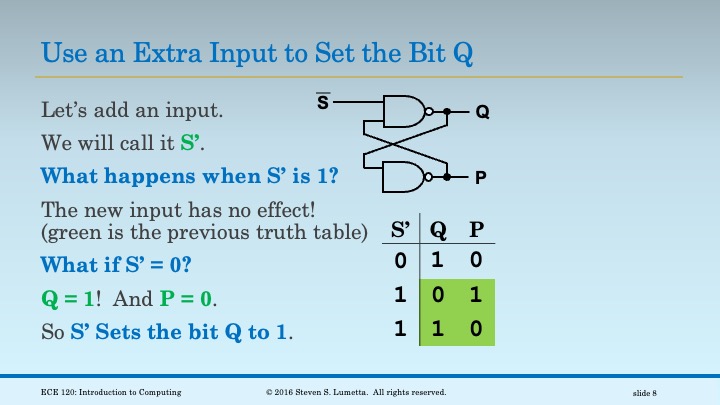 Use an Extra Input to Set the Bit Q
Let’s add an input.
We will call it S’.
What happens when S’ is 1?
The new input has no effect!
(green is the previous truth table)
What if S’ = 0?
Q = 1!  And P = 0.
So S’ Sets the bit Q to 1.
S̅
Q
P
S’ Q P
0 1 0
1 0 1
1 1 0
ECE 120: Introduction to Computing
© 2016 Steven S. Lumetta.  All rights reserved.
slide 8